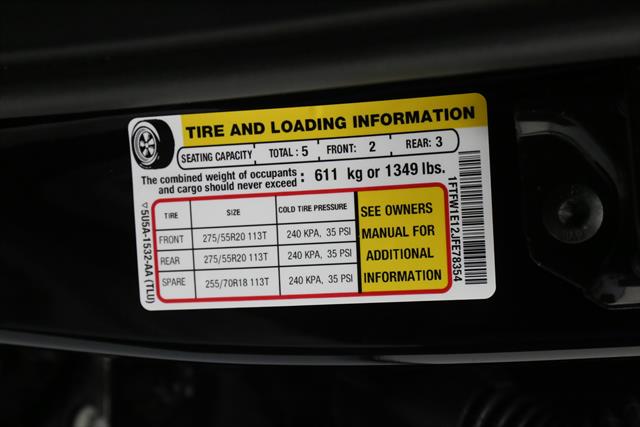 TIRE AND LOADING INFORMATION
SEATING CAPACITY TOTAL : 5 FRONT: 2 REAR: 3
The combined weight of occupants and cargo should never exceed : 611 kg or 1349 lbs.
TIRE SIZE COLD TIRE PRESSURE
FRONT 275/55R20 113T 240 KPA, 35 PSI
REAR 275/55R20 113T 240 KPA, 35 PSI
SPARE 255/70R18 113T 240 KPA, 35 PSI
SEE OWNERS
MANUAL FOR
ADDITIONAL
INFORMATION
▽5U5A-1532-AA (TLU)
1FTFW1E12JFE78354